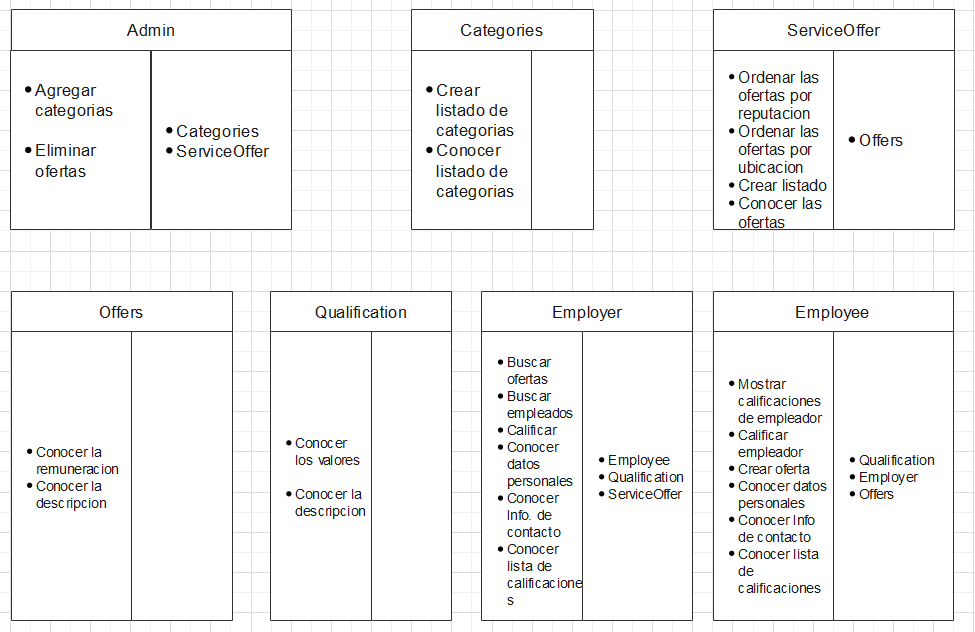 Admin
• Agregar
categorias
• Eliminar
ofertas
• Categories
• ServiceOffer
Categories
• Crear
listado de
categorias
• Conocer
listado de
categorias
ServiceOffer
• Ordenar las
ofertas por
reputacion
• Ordenar las
ofertas por
ubicacion
• Crear listado
• Conocer las
ofertas
• Offers
Offers
• Conocer la
remuneracion
• Conocer la
descripcion
Qualification
• Conocer
los valores
• Conocer la
descripcion
Employer
• Buscar
ofertas
• Buscar
empleados
• Calificar
• Conocer
datos
personales
• Conocer
Info. de
contacto
• Conocer
lista de
calificacione
s
• Employee
• Qualification
• ServiceOffer
Employee
• Mostrar
calificaciones
de empleador
• Calificar
empleador
• Crear oferta
• Conocer datos
personales
• Conocer Info
de contacto
• Conocer lista
de
calificaciones
• Qualification
• Employer
• Offers